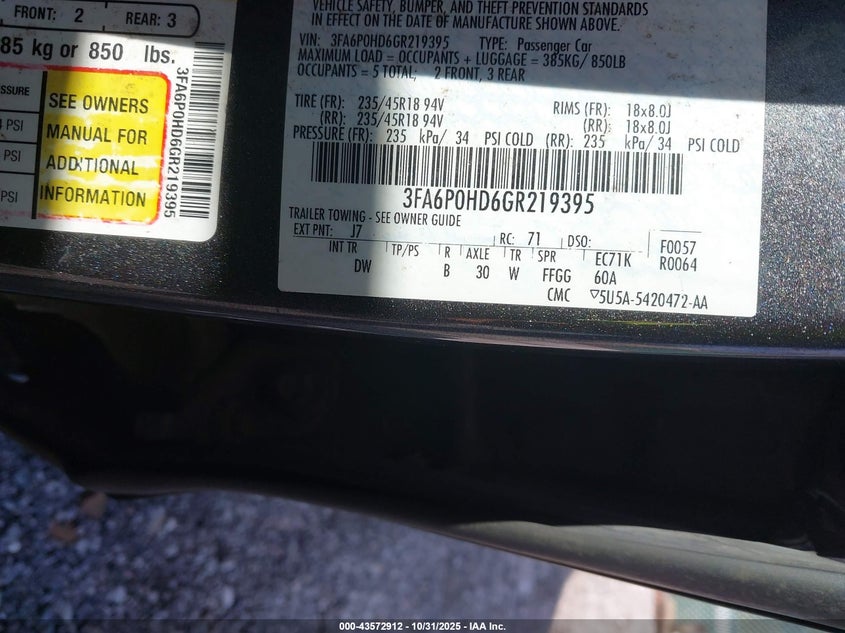 FRONT: 2 REAR: 3
85 kg or 850 lbs.
SSURE
PSI
PSI
PSI
SEE OWNERS
MANUAL FOR
ADDITIONAL
INFORMATION
3FA6P0HD6GR219395
VEHICLE SAFETY, BUMPER, AND THEFT PREVENTION STANDARDS
IN EFFECT ON THE DATE OF MANUFACTURE SHOWN ABOVE.
VIN: 3FA6P0HD6GR219395 TYPE: Passenger Car
MAXIMUM LOAD = OCCUPANTS + LUGGAGE = 385KG/ 850LB
OCCUPANTS = 5 TOTAL, 2 FRONT, 3 REAR
TIRE (FR): 235/45R18 94V RIMS (FR): 18x8.0J
(RR): 235/45R18 94V (RR): 18x8.0J
PRESSURE (FR): 235 kPa/ 34 PSI COLD (RR): 235 kPa/ 34 PSI COLD
3FA6P0HD6GR219395
TRAILER TOWING - SEE OWNER GUIDE
EXT PNT: J7 RC: 71 DSO: F0057
INT TR TP/PS R AXLE TR SPR EC71K R0064
DW B 30 W FFGG 60A
CMC ▽5U5A-5420472-AA
000-43572912 - 10/31/2025 - IAA Inc.